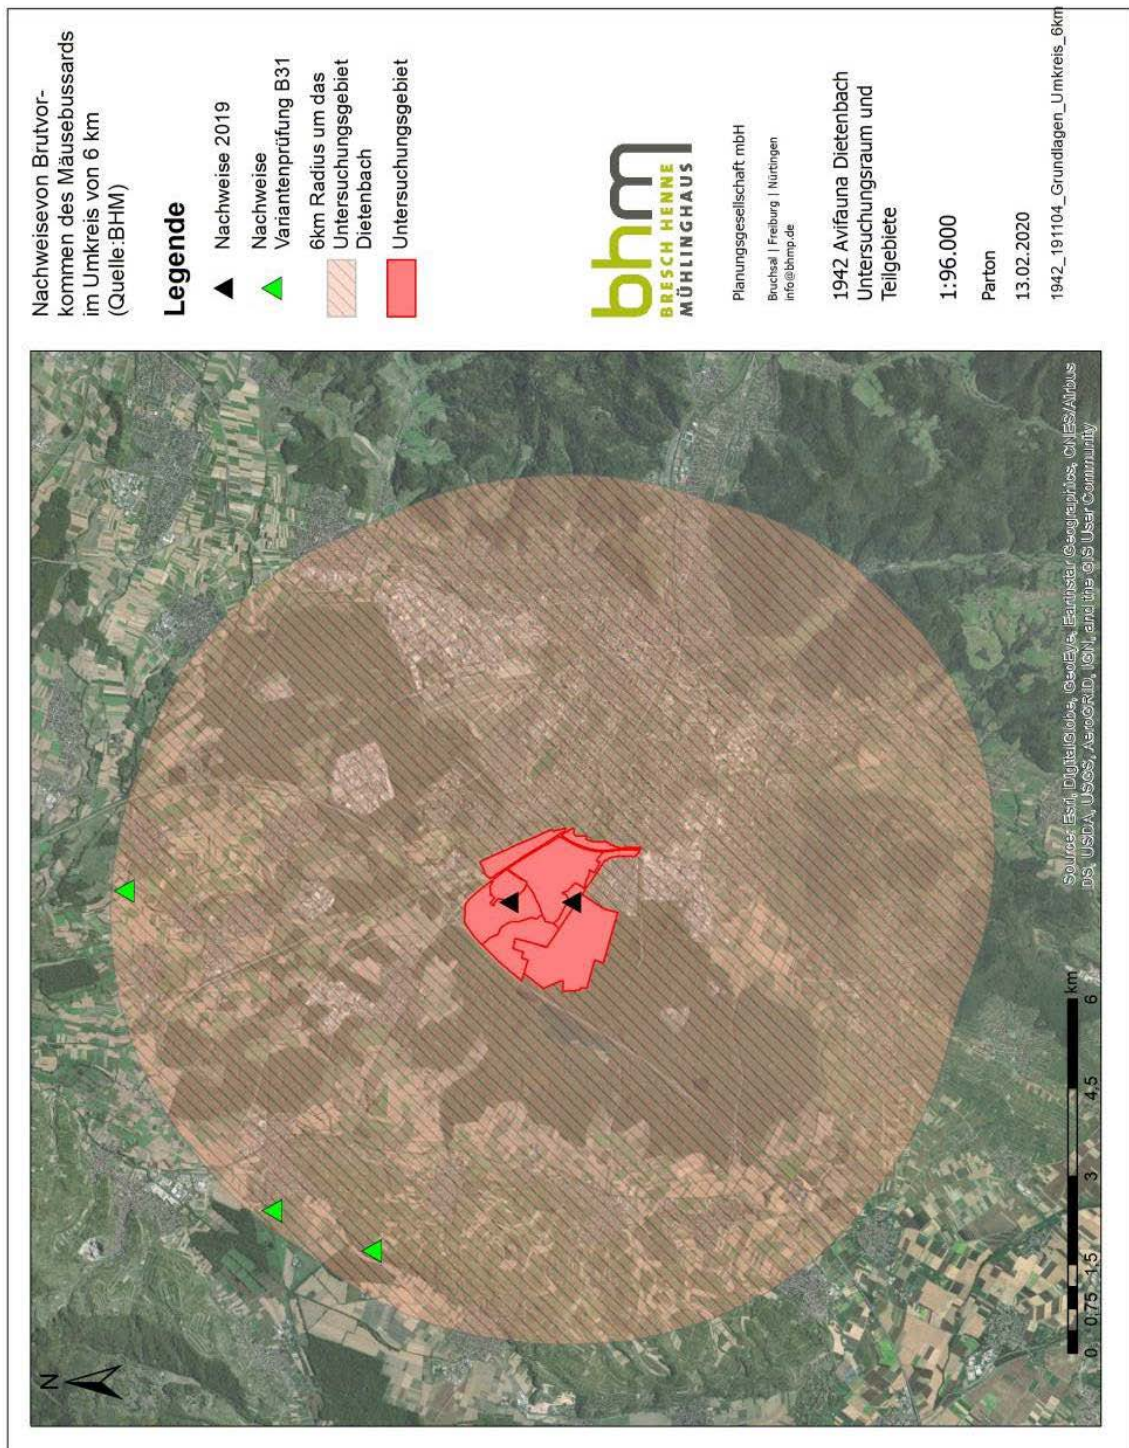 Nachweisevon Brutvor-
kommen des Mäusebussards
im Umkreis von 6 km
(Quelle:BHM)
Legende
Nachweise 2019
Nachweise
Variantenprüfung B31
6km Radius um das
Untersuchungsgebiet
Dietenbach
Untersuchungsgebiet
bhm
BRESCH HENNE
MÜHLINGHAUS
Planungsgesellschaft mbH
Bruchsal | Freiburg | Nürtingen
info@bhmp.de
1942 Avifauna Dietenbach
Untersuchungsraum und
Teilgebiete
1:96.000
Parton
13.02.2020
1942_191104_Grundlagen_Umkreis_6km
N
0 0,75 1,5 3 4,5 6
km
Source: Esri, DigitalGlobe, GeoEye, Earthstar Geographics, CNES/Airbus
DS, USDA, USGS, AeroGRID, IGN, and the GIS User Community